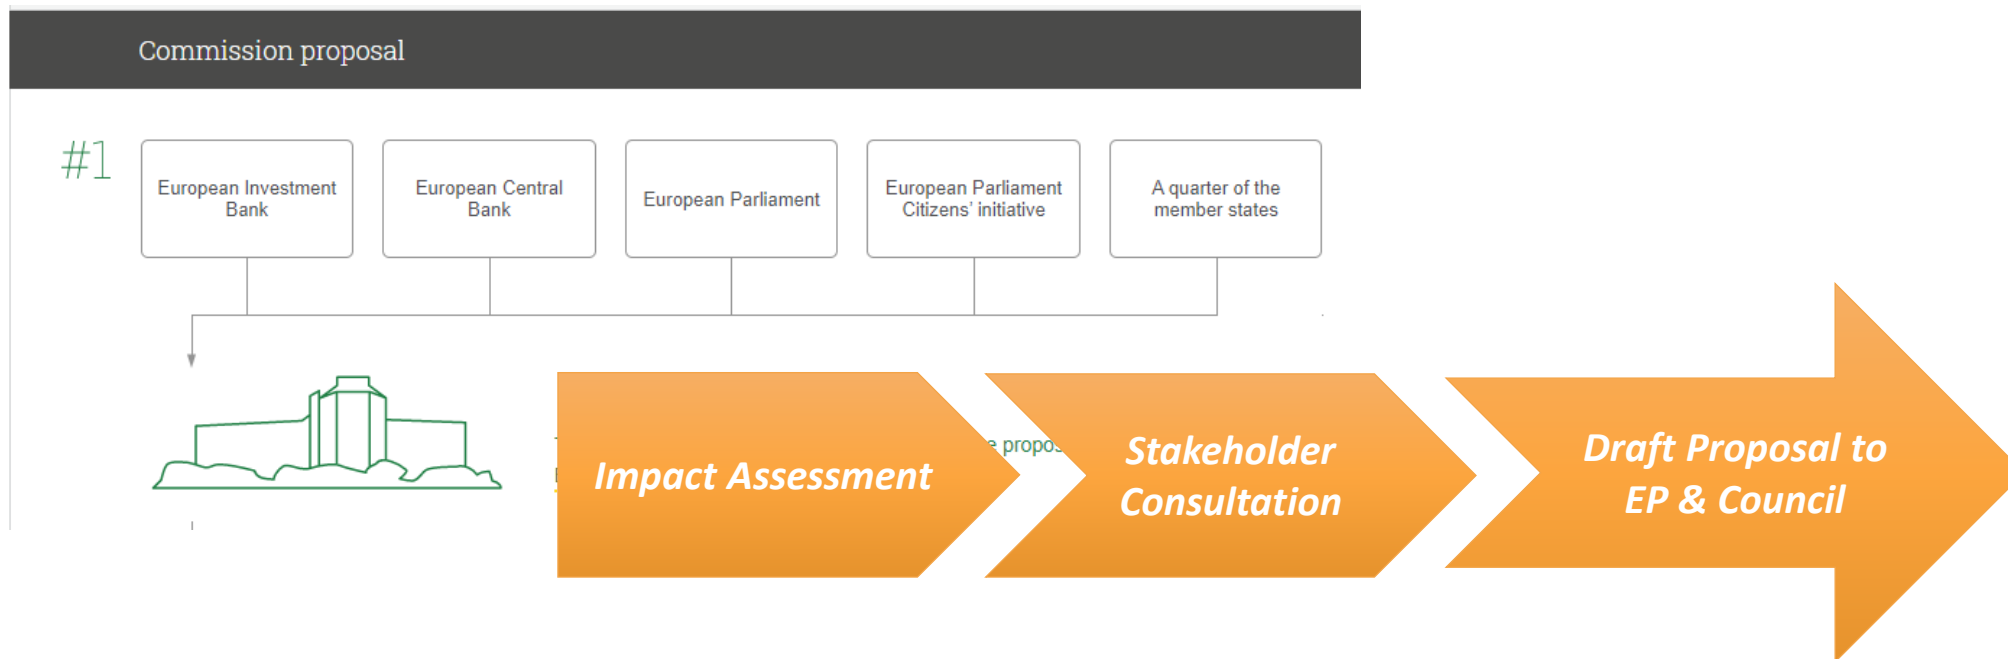 Commission proposal
#1
European Investment
Bank
European Central
Bank
European Parliament
European Parliament
Citizens’ initiative
A quarter of the
member states
Impact Assessment
Stakeholder
Consultation
Draft Proposal to
EP & Council